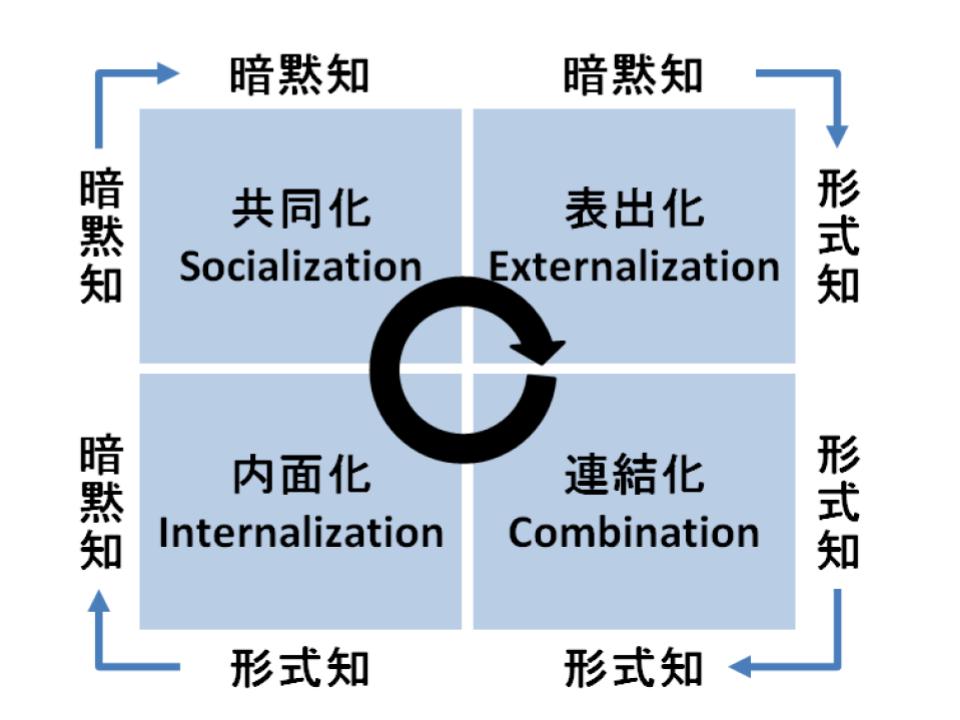 暗黙知 暗黙知
暗黙知
共同化
Socialization
表出化
Externalization
形式知
暗黙知
内面化
Internalization
連結化
Combination
形式知
形式知 形式知